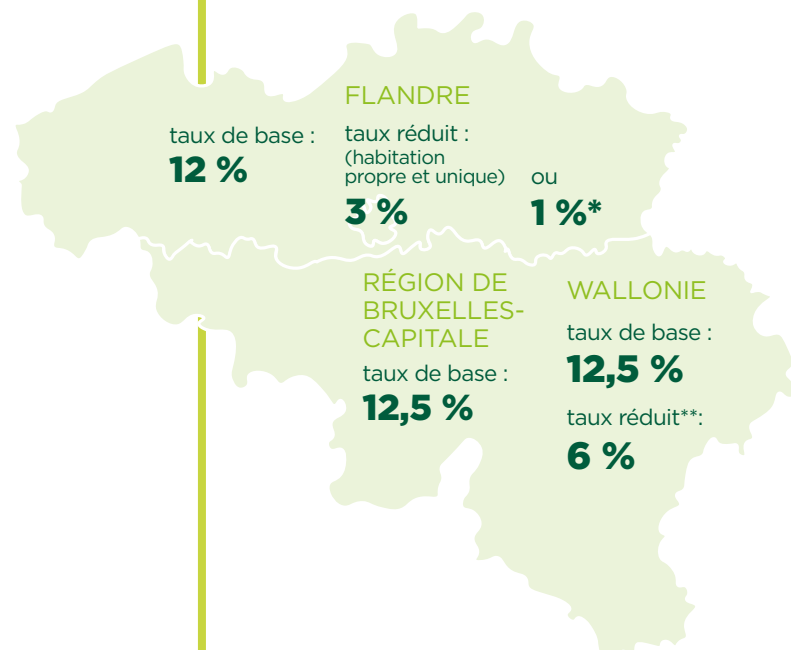 FLANDRE
taux de base :
12 %
taux réduit :
(habitation
propre et unique)
3 %
ou
1 %*
RÉGION DE
BRUXELLES-
CAPITALE
taux de base :
12,5 %
WALLONIE
taux de base :
12,5 %
taux réduit**:
6 %